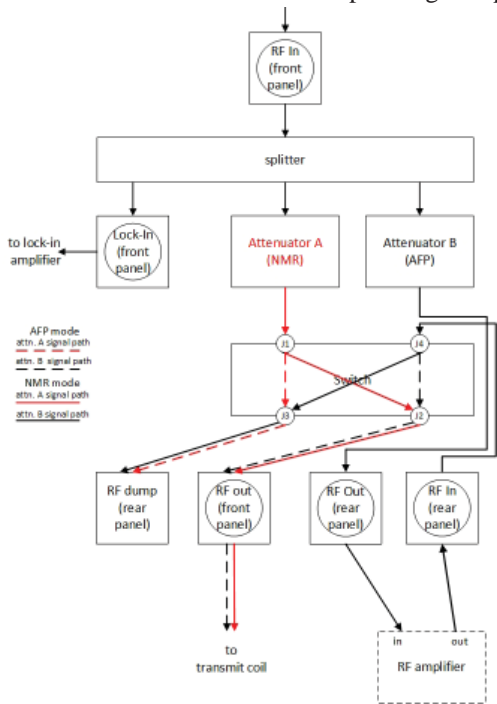 RF In
(front
panel)
splitter
to lock-in
amplifier
Lock-In
(front
panel)
Attenuator A
(NMR)
Attenuator B
(AFP)
AFP mode
attn. A signal path
attn. B signal path
NMR mode
attn. A signal path
attn. B signal path
J1
J4
Switch
J3
J2
RF dump
(rear
panel)
RF out
(front
panel)
RF Out
(rear
panel)
RF In
(rear
panel)
to
transmit coil
in
out
RF amplifier